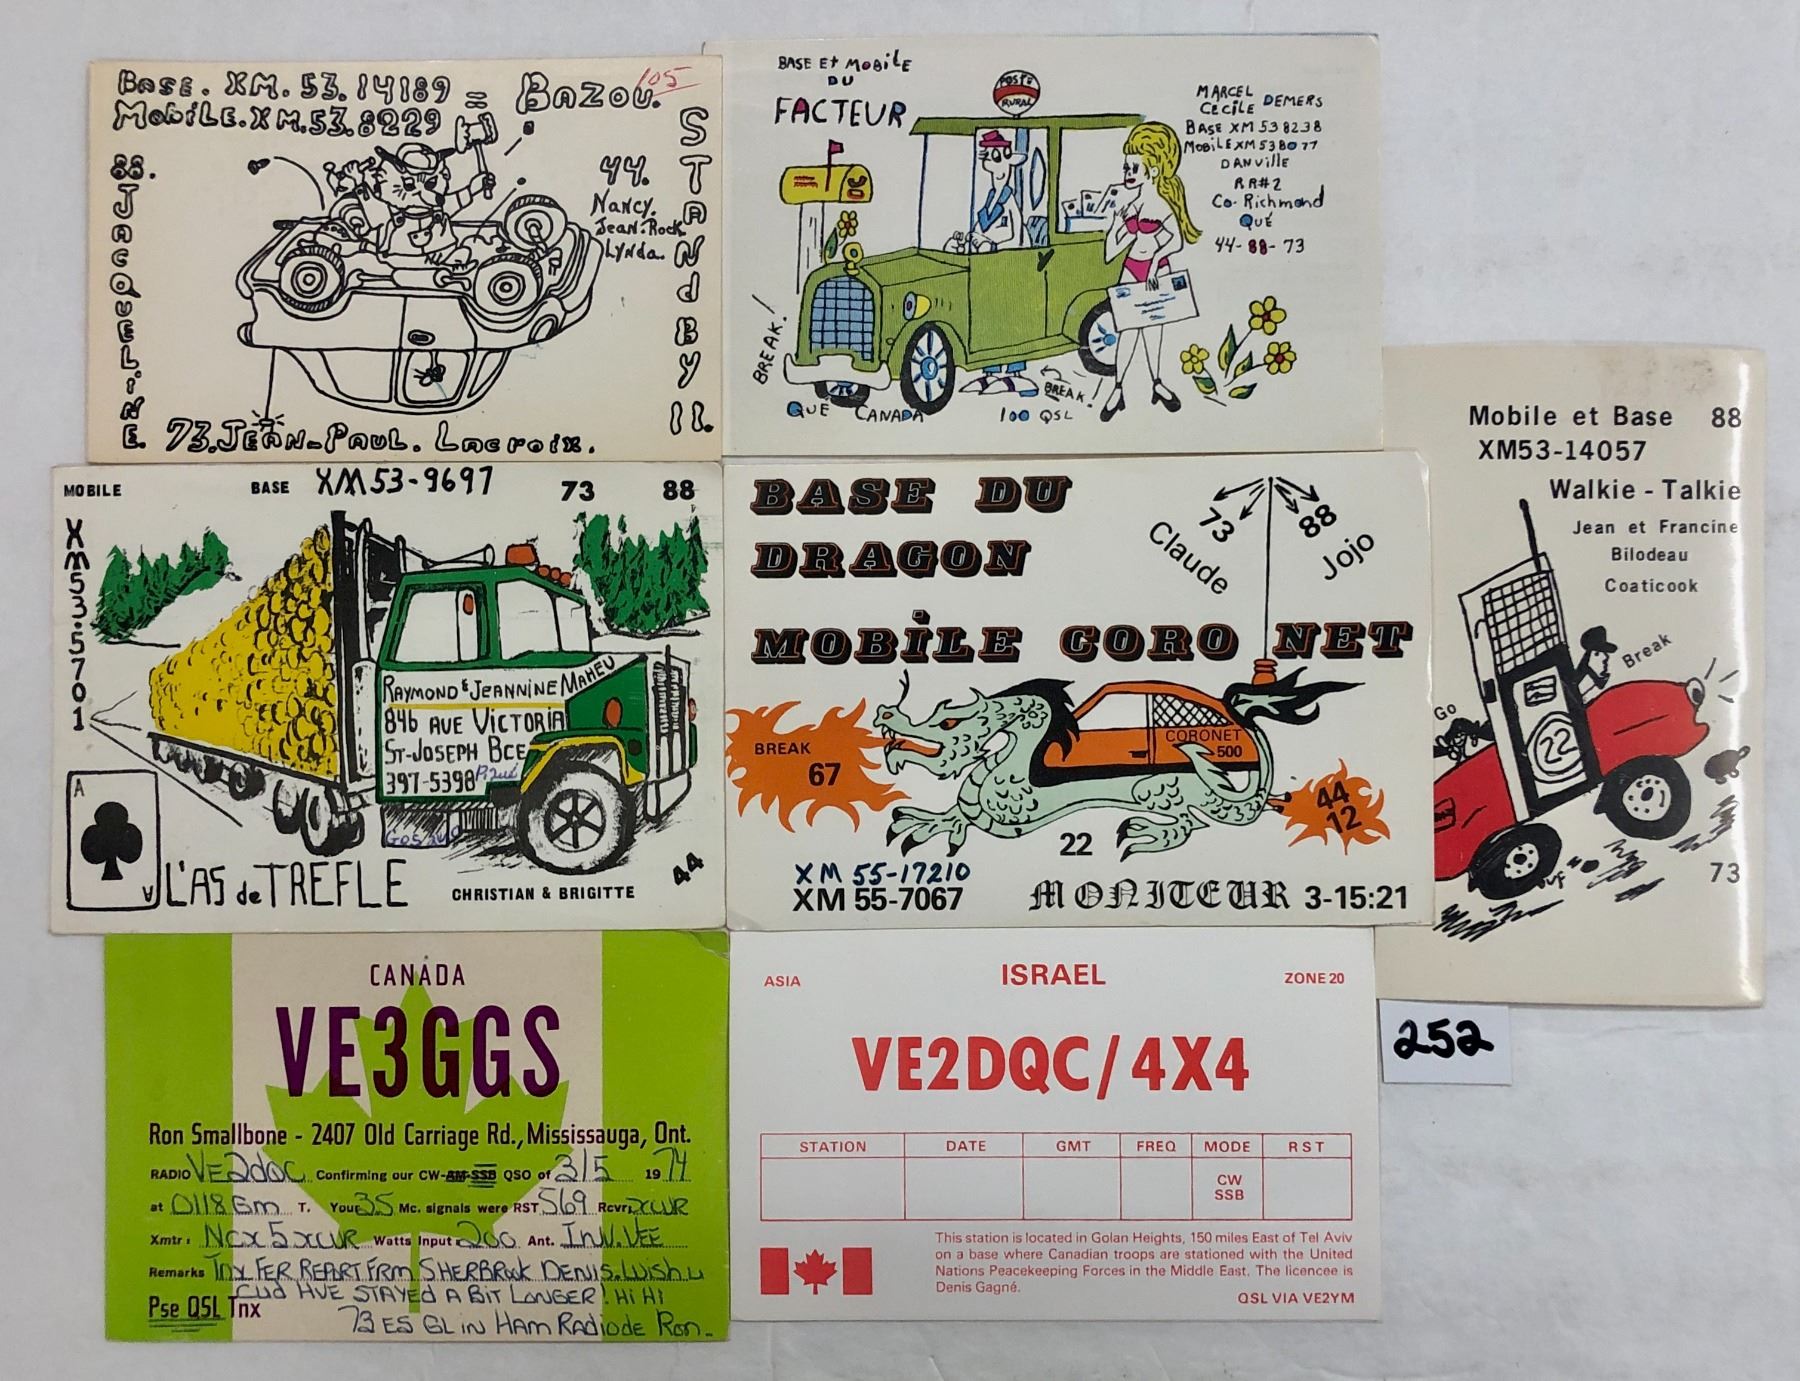 BASE. XM. 53. 14189 = BAZOU.
105
MOBILE. XM. 53. 8229
88.
JACQUELINE.
44.
Nancy.
Jean-Rock
Lynda.
STANDBY 11.
73. JEAN-PAUL. Lacroix.
BASE Et MOBiLE
DU
FACTEUR
POSTE
RURAL
MARCEL
CECILE DEMERS
BASE XM 53 8238
MOBILE XM 53 8077
DANVILLE
RR#2
Co-Richmond
QUÉ
44-88-73
BREAK!
BREAK!
QUÉ CANADA 100 QSL
Mobile et Base 88
XM53-14057
Walkie - Talkie
Jean et Francine
Bilodeau
Coaticook
Break
Go
22
73
MOBILE BASE XM 53-9697 73 88
XM53.5701
RAYMOND & JEANNINE MAHEU
846 AVE VICTORIA
ST-JOSEPH BCE
397-5398
A
A
L'AS de TREFLE
CHRISTIAN & BRIGITTE
44
BASE DU
DRAGON
MOBiLE CORO NET
73
Claude
88
Jojo
BREAK
67
CORONET
500
44
12
22
XM 55-17210
XM 55-7067
MONITEUR 3-15:21
CANADA
VE3GGS
Ron Smallbone - 2407 Old Carriage Rd., Mississauga, Ont.
RADIO VE2dQC Confirming our CW-AM-SSB QSO of 3/5 1974
at 0118 Gm T. Your 3.5 Mc. signals were RST 569 Rcvr: XCVR
Xmtr: NCX 5 XCVR Watts Input: 200 Ant. INV. VEE
Remarks TNX FER REPORT FRM SHERBROOK DENIS. WISH U
CUD HVE STAYED A BIT LONGER! Hi Hi
Pse QSL Tnx
73 ES GL IN HAM Radio de Ron.
ASIA ISRAEL ZONE 20
VE2DQC/4X4
STATION DATE GMT FREQ MODE RST
CW
SSB
This station is located in Golan Heights, 150 miles East of Tel Aviv
on a base where Canadian troops are stationed with the United
Nations Peacekeeping Forces in the Middle East. The licencee is
Denis Gagné.
QSL VIA VE2YM
252